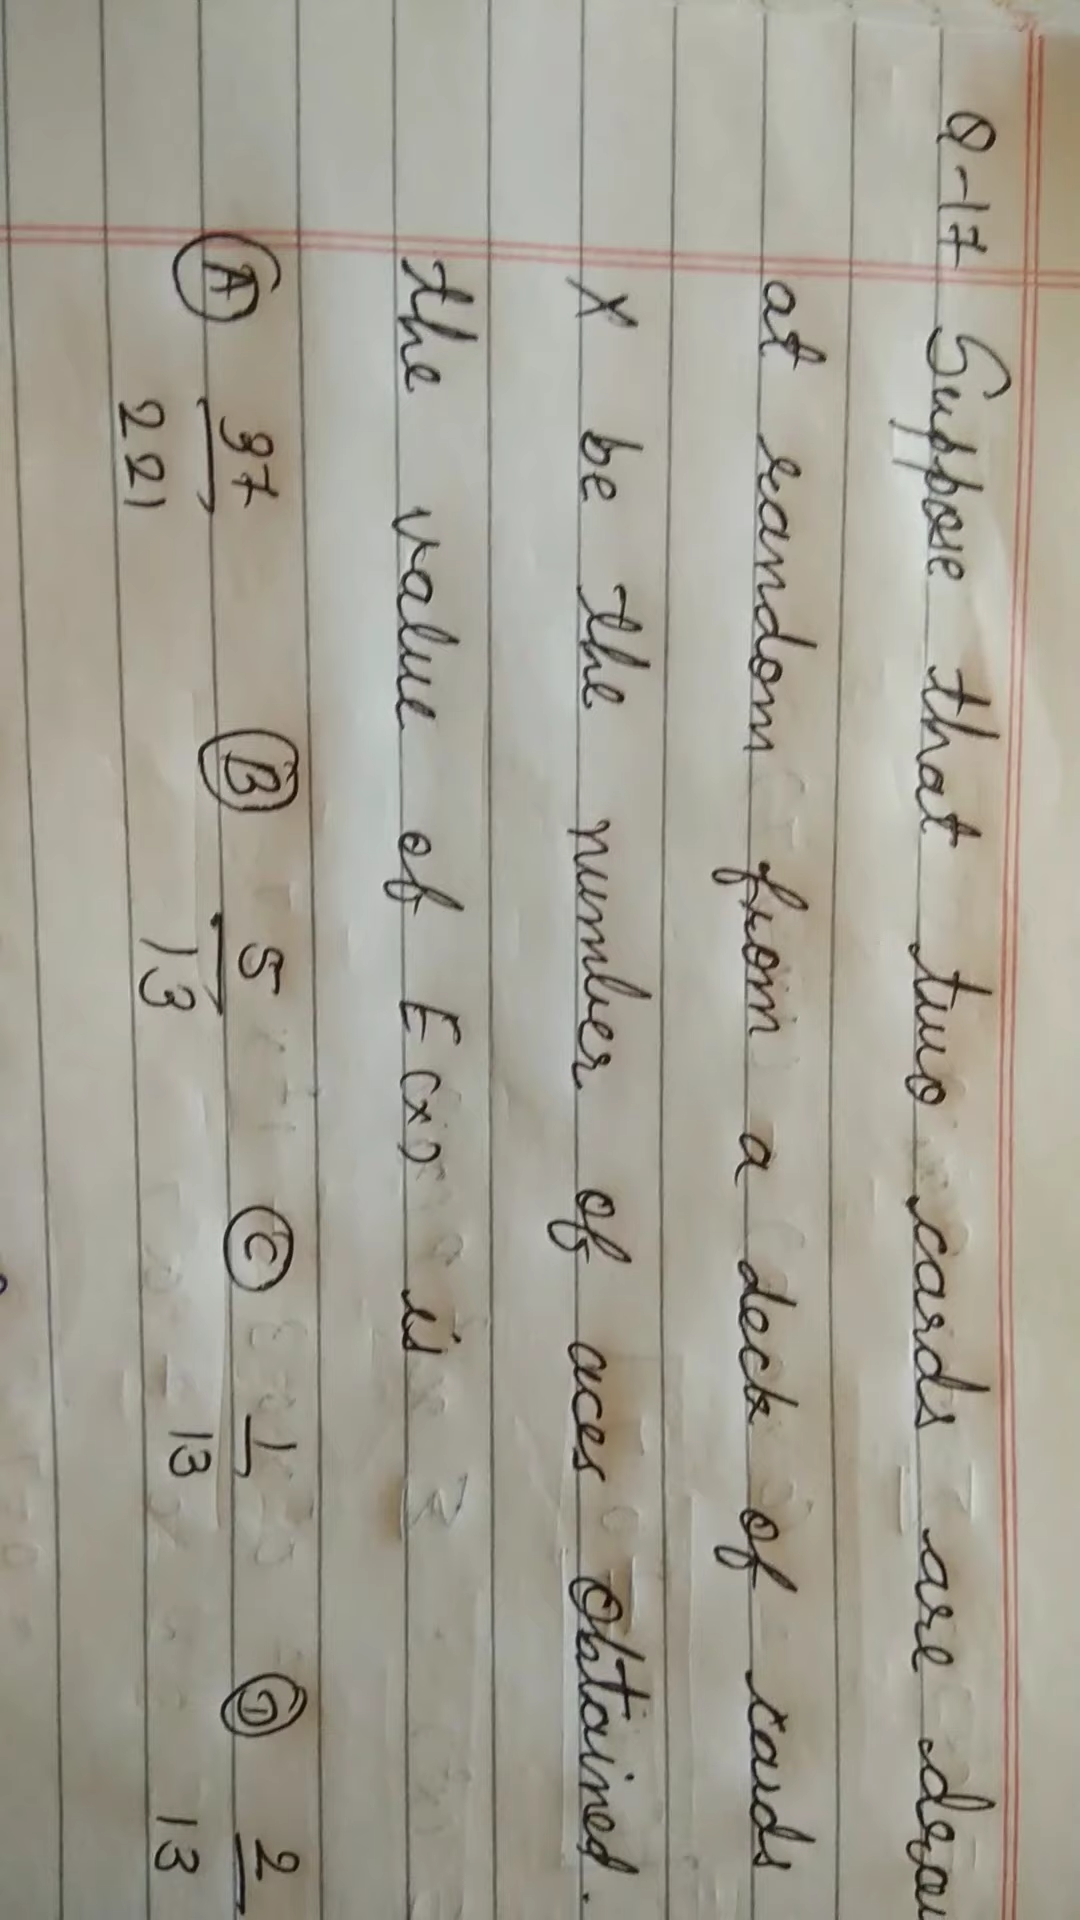 Q-17 Suppose that two cards are
at random from a deck of cards
X be the number of aces obtained.
the value of E(x) is
(A) 37/221 (B) 5/13 (C) 1/13 (D) 2/13